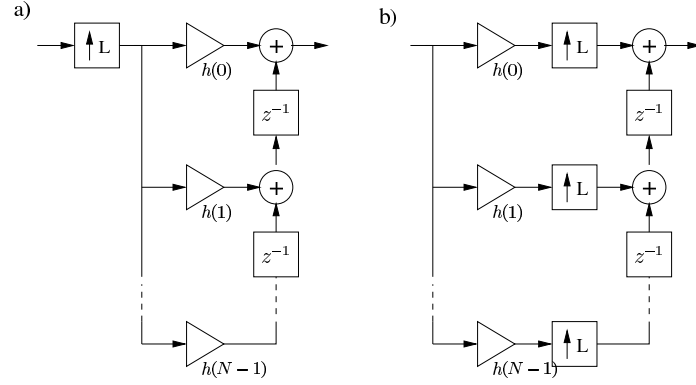 a)
↑ L
h(0)
+
z⁻¹
h(1)
+
z⁻¹
h(N − 1)
b)
h(0)
↑ L
+
z⁻¹
h(1)
↑ L
+
z⁻¹
h(N − 1)
↑ L